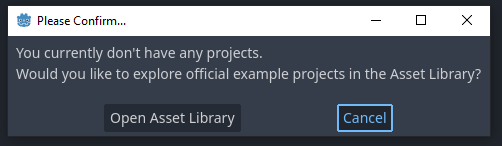 Please Confirm...
You currently don't have any projects.
Would you like to explore official example projects in the Asset Library?
Open Asset Library
Cancel